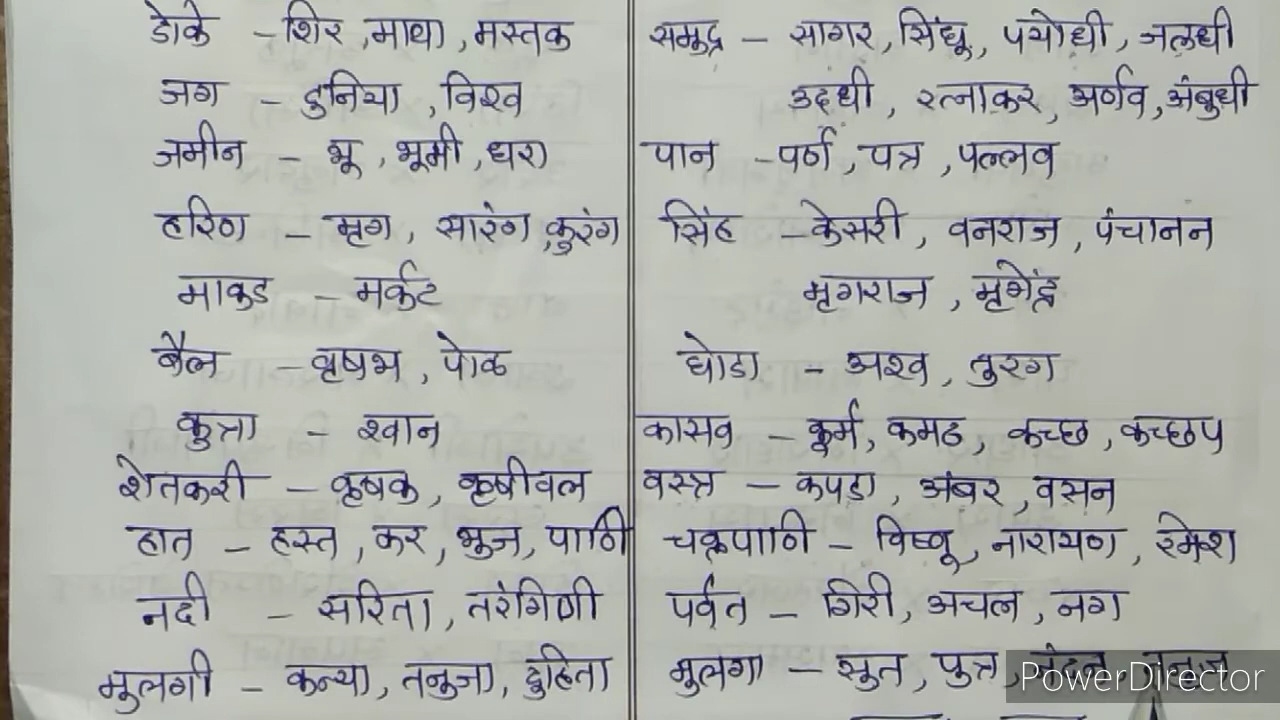 डोके - शिर, माथा, मस्तक
जग - दुनिया, विश्व
जमीन - भू, भूमी, धरा
हरिण - मृग, सारंग, कुरंग
माकड - मर्कट
बैल - वृषभ, पोळ
कुत्रा - श्वान
शेतकरी - कृषक, कृषीवल
हात - हस्त, कर, भूज, पाणि
नदी - सरिता, तरंगिणी
मुलगी - कन्या, तनुजा, दुहिता
समुद्र - सागर, सिंधू, पयोधी, जलधी
उदधी, रत्नाकर, अर्णव, अंबुधी
पान - पर्ण, पत्र, पल्लव
सिंह - केसरी, वनराज, पंचानन
मृगराज, मृगेंद्र
घोडा - अश्व, तुरग
कासव - कूर्म, कमठ, कच्छ, कच्छप
वस्त्र - कपडा, अंबर, वसन
चक्रपाणि - विष्णू, नारायण, रमेश
पर्वत - गिरी, अचल, नग
मुलगा - सुत, पुत्र, नंदन, तनुज
PowerDirector